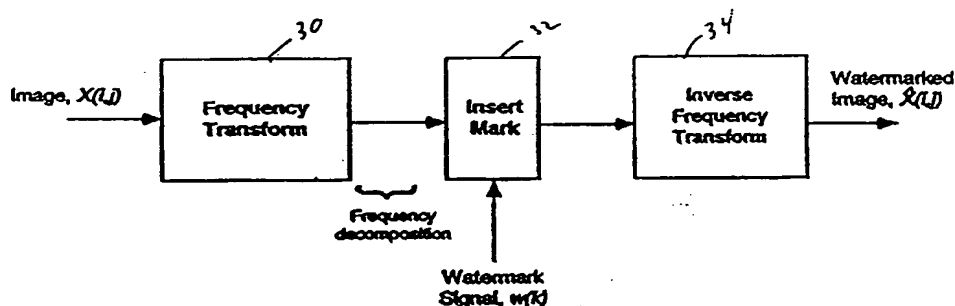 30
32
34
Image, X(i,j)
Frequency
Transform
Insert
Mark
Inverse
Frequency
Transform
Watermarked
Image, X̂(i,j)
Frequency
decomposition
Watermark
Signal, w(k)